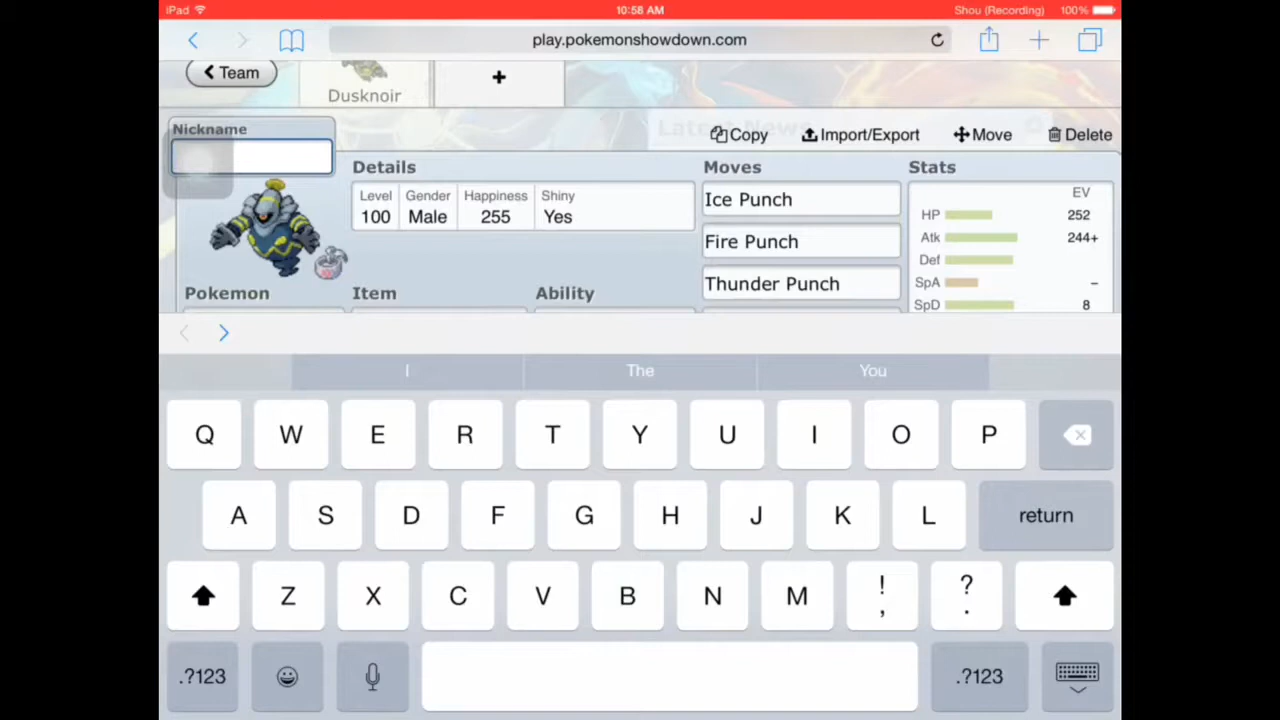 iPad 10:58 AM Shou (Recording) 100%
play.pokemonshowdown.com
Team
Dusknoir
Latest News
Nickname
Copy Import/Export Move Delete
Details
Level Gender Happiness Shiny
100 Male 255 Yes
Moves
Ice Punch
Fire Punch
Thunder Punch
Stats
EV
HP 252
Atk 244+
Def
SpA –
SpD 8
Pokemon Item Ability
I The You
Q W E R T Y U I O P
A S D F G H J K L return
Z X C V B N M ! , ? .
.?123 .?123